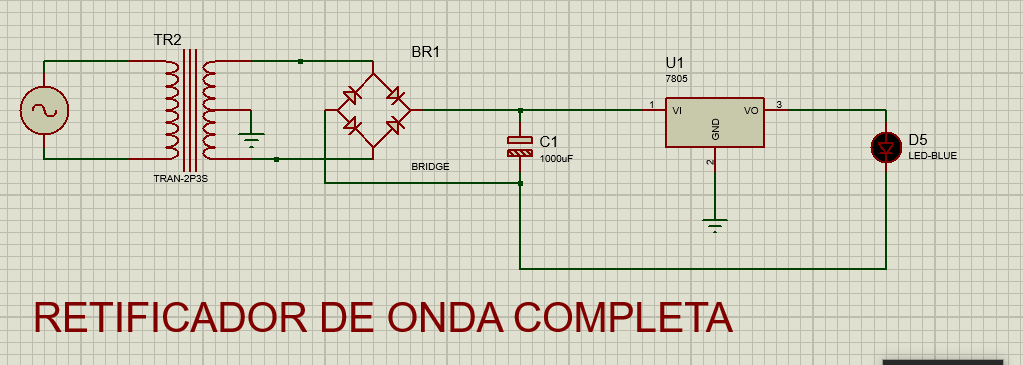 TR2
BR1
U1
7805
1
VI
VO
3
GND
2
C1
1000uF
D5
LED-BLUE
BRIDGE
TRAN-2P3S
RETIFICADOR DE ONDA COMPLETA